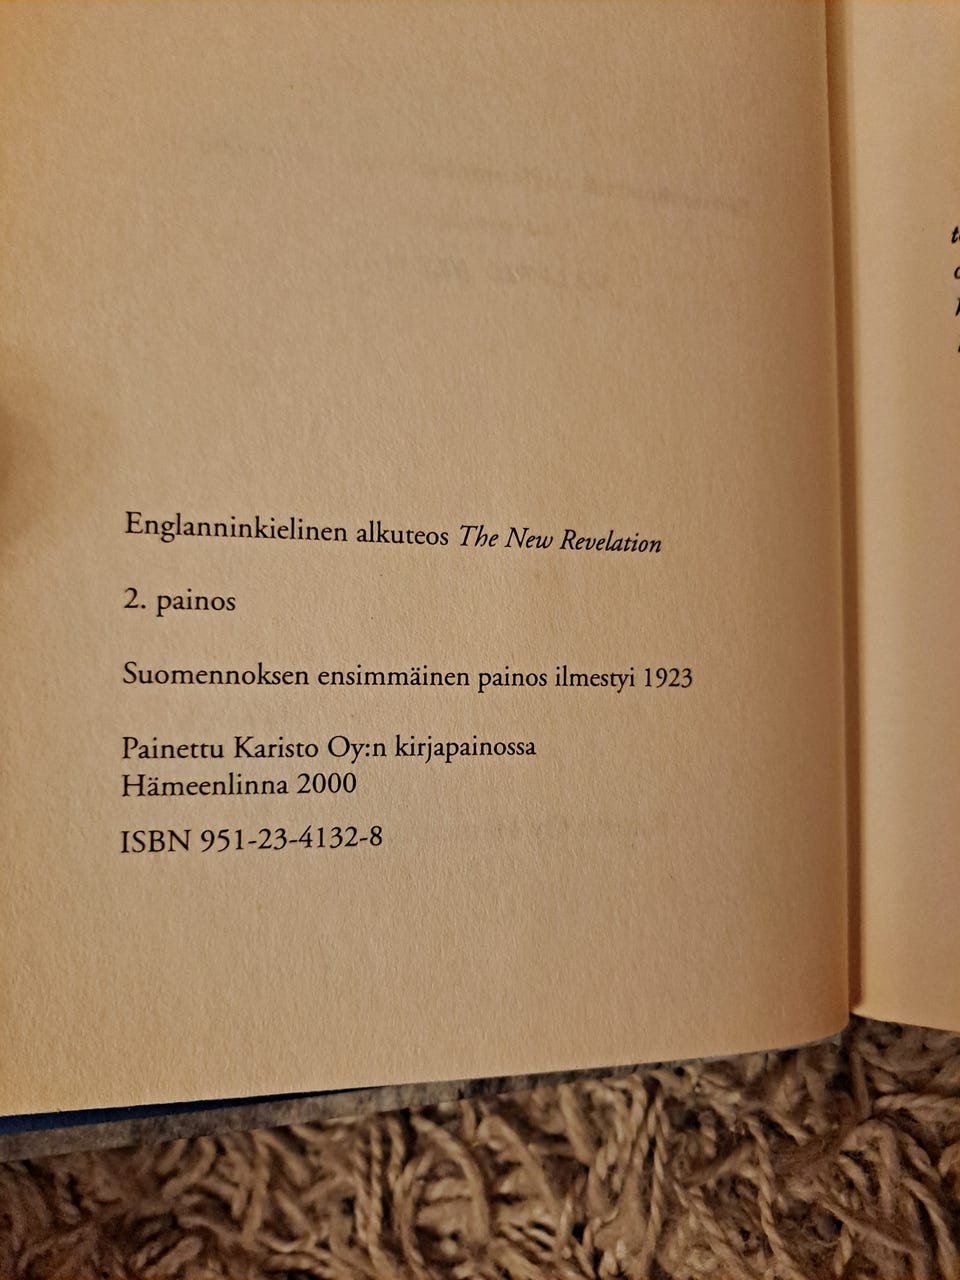 Englanninkielinen alkuteos The New Revelation
2. painos
Suomennoksen ensimmäinen painos ilmestyi 1923
Painettu Karisto Oy:n kirjapainossa
Hämeenlinna 2000
ISBN 951-23-4132-8